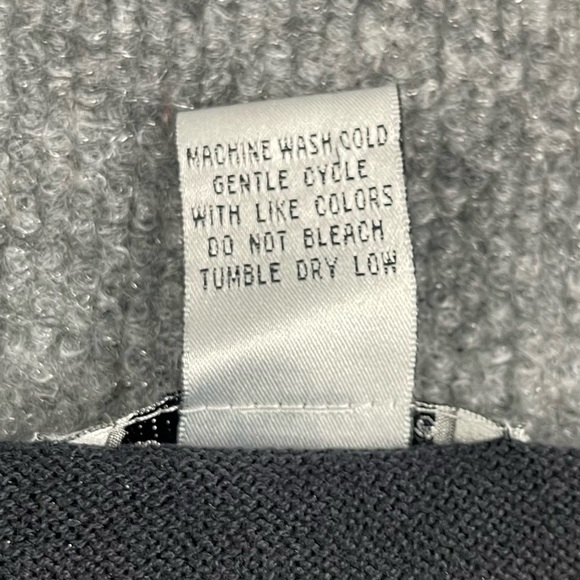 MACHINE WASH COLD
GENTLE CYCLE
WITH LIKE COLORS
DO NOT BLEACH
TUMBLE DRY LOW